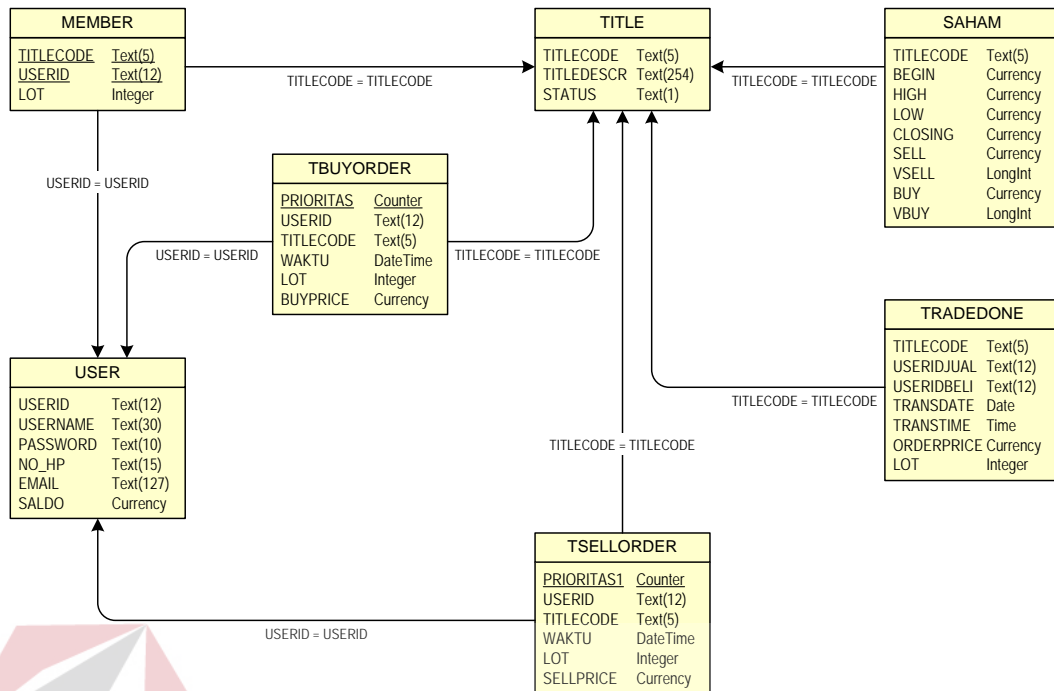 MEMBER
TITLECODE Text(5)
USERID Text(12)
LOT Integer
TITLE
TITLECODE Text(5)
TITLEDESCR Text(254)
STATUS Text(1)
SAHAM
TITLECODE Text(5)
BEGIN Currency
HIGH Currency
LOW Currency
CLOSING Currency
SELL Currency
VSELL LongInt
BUY Currency
VBUY LongInt
TITLECODE = TITLECODE
TITLECODE = TITLECODE
USERID = USERID
TBUYORDER
PRIORITAS Counter
USERID Text(12)
TITLECODE Text(5)
WAKTU DateTime
LOT Integer
BUYPRICE Currency
USERID = USERID
TITLECODE = TITLECODE
TRADEDONE
TITLECODE Text(5)
USERIDJUAL Text(12)
USERIDBELI Text(12)
TRANSDATE Date
TRANSTIME Time
ORDERPRICE Currency
LOT Integer
USER
USERID Text(12)
USERNAME Text(30)
PASSWORD Text(10)
NO_HP Text(15)
EMAIL Text(127)
SALDO Currency
TITLECODE = TITLECODE
TITLECODE = TITLECODE
TSELLORDER
PRIORITAS1 Counter
USERID Text(12)
TITLECODE Text(5)
WAKTU DateTime
LOT Integer
SELLPRICE Currency
USERID = USERID